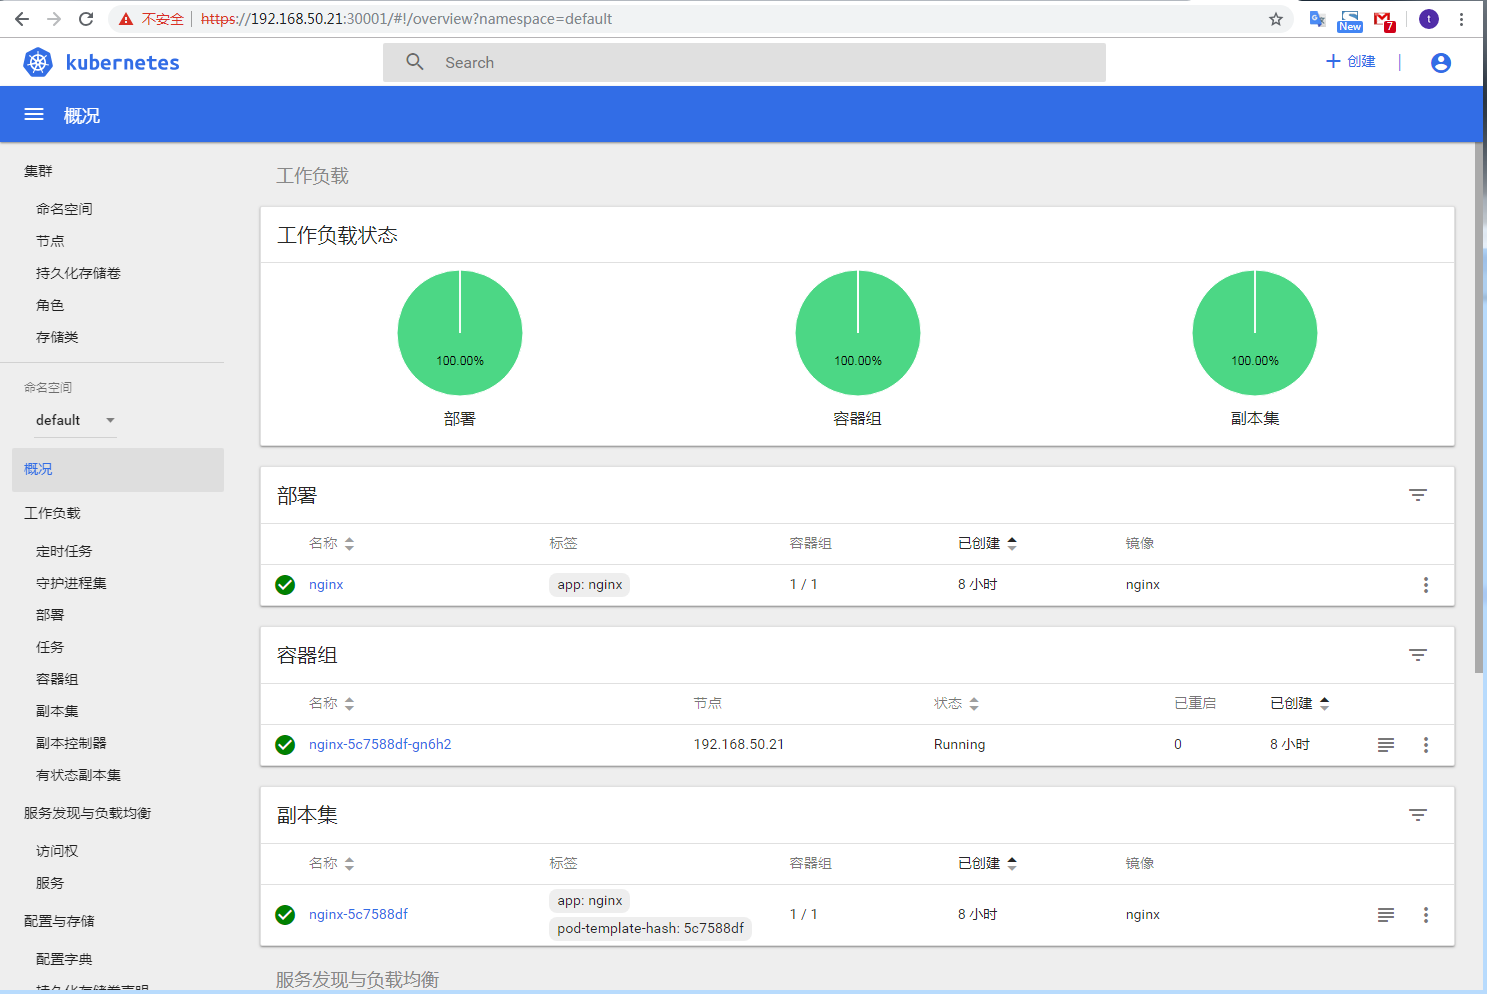 不安全 https://192.168.50.21:30001/#!/overview?namespace=default
New 7 t
kubernetes Search 创建
概况
集群
命名空间
节点
持久化存储卷
角色
存储类
命名空间
default
概况
工作负载
定时任务
守护进程集
部署
任务
容器组
副本集
副本控制器
有状态副本集
服务发现与负载均衡
访问权
服务
配置与存储
配置字典
持久化存储卷声明
工作负载
工作负载状态
100.00% 100.00% 100.00%
部署 容器组 副本集
部署
名称 标签 容器组 已创建 镜像
nginx app: nginx 1 / 1 8 小时 nginx
容器组
名称 节点 状态 已重启 已创建
nginx-5c7588df-gn6h2 192.168.50.21 Running 0 8 小时
副本集
名称 标签 容器组 已创建 镜像
nginx-5c7588df app: nginx 1 / 1 8 小时 nginx
pod-template-hash: 5c7588df
服务发现与负载均衡